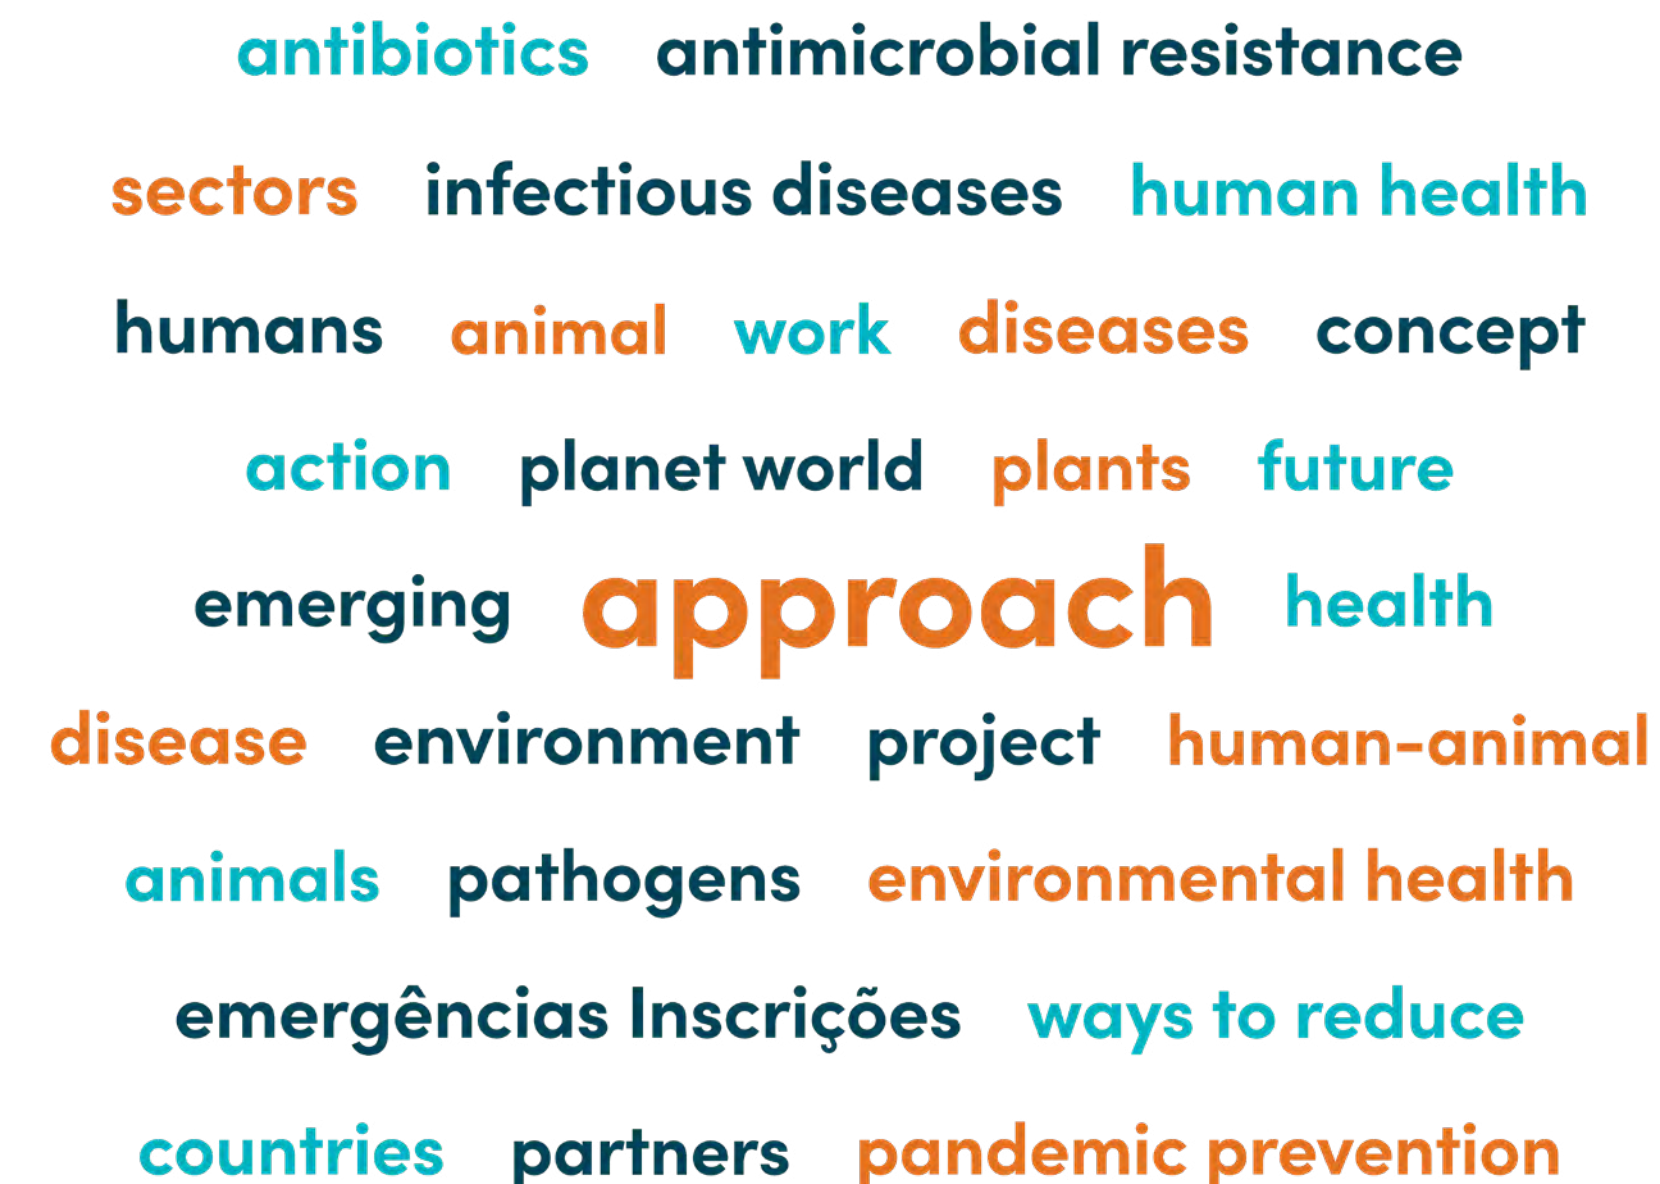 antibiotics antimicrobial resistance
sectors infectious diseases human health
humans animal work diseases concept
action planet world plants future
emerging approach health
disease environment project human-animal
animals pathogens environmental health
emergências Inscrições ways to reduce
countries partners pandemic prevention